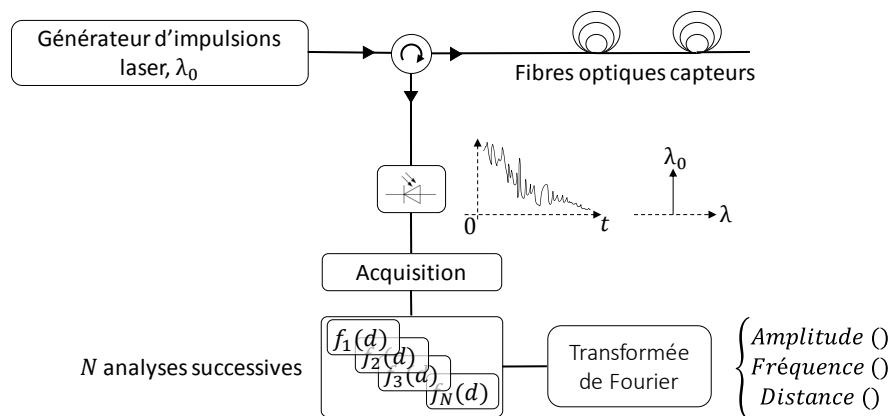 Générateur d'impulsions
laser, λ₀
Fibres optiques capteurs
λ₀
0
t
λ
Acquisition
f₁(d)
f₂(d)
f₃(d)
f_N(d)
N analyses successives
Transformée
de Fourier
Amplitude ()
Fréquence ()
Distance ()